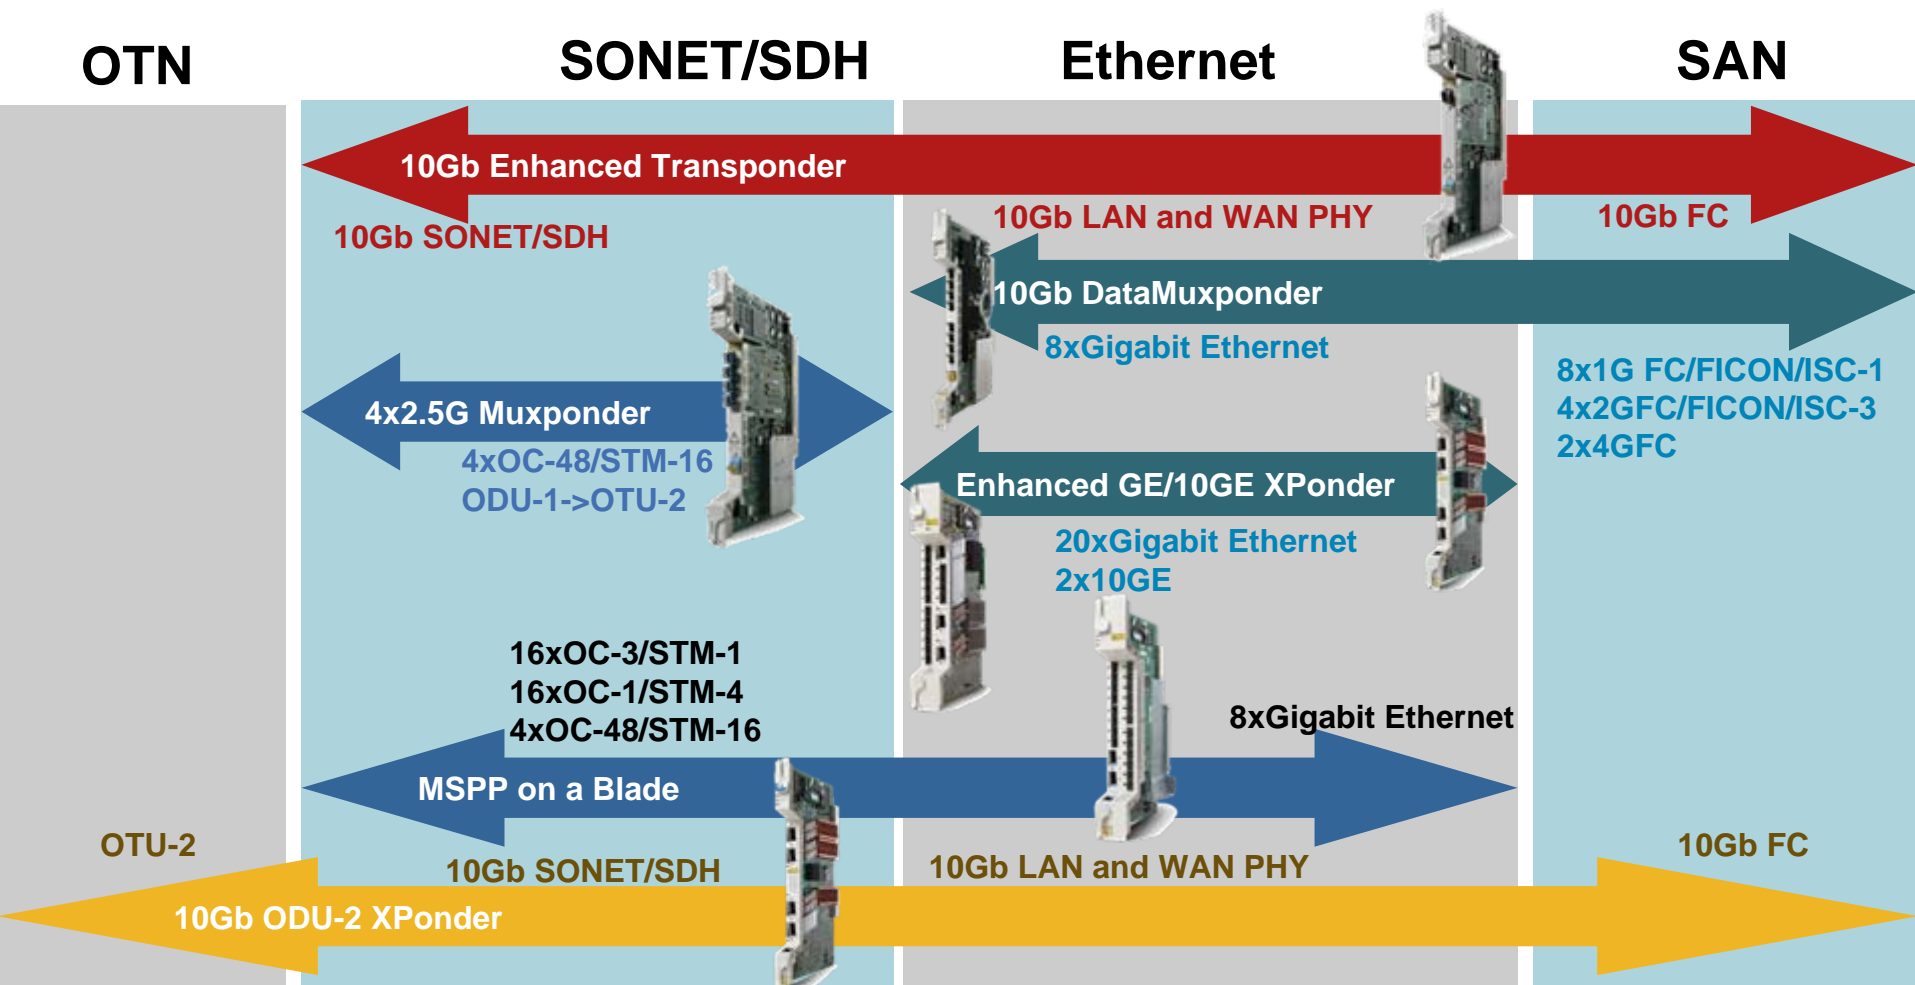 OTN
SONET/SDH
Ethernet
SAN
10Gb Enhanced Transponder
10Gb SONET/SDH
10Gb LAN and WAN PHY
10Gb FC
10Gb DataMuxponder
8xGigabit Ethernet
8x1G FC/FICON/ISC-1
4x2GFC/FICON/ISC-3
2x4GFC
4x2.5G Muxponder
4xOC-48/STM-16
ODU-1->OTU-2
Enhanced GE/10GE XPonder
20xGigabit Ethernet
2x10GE
16xOC-3/STM-1
16xOC-1/STM-4
4xOC-48/STM-16
8xGigabit Ethernet
MSPP on a Blade
OTU-2
10Gb SONET/SDH
10Gb LAN and WAN PHY
10Gb FC
10Gb ODU-2 XPonder